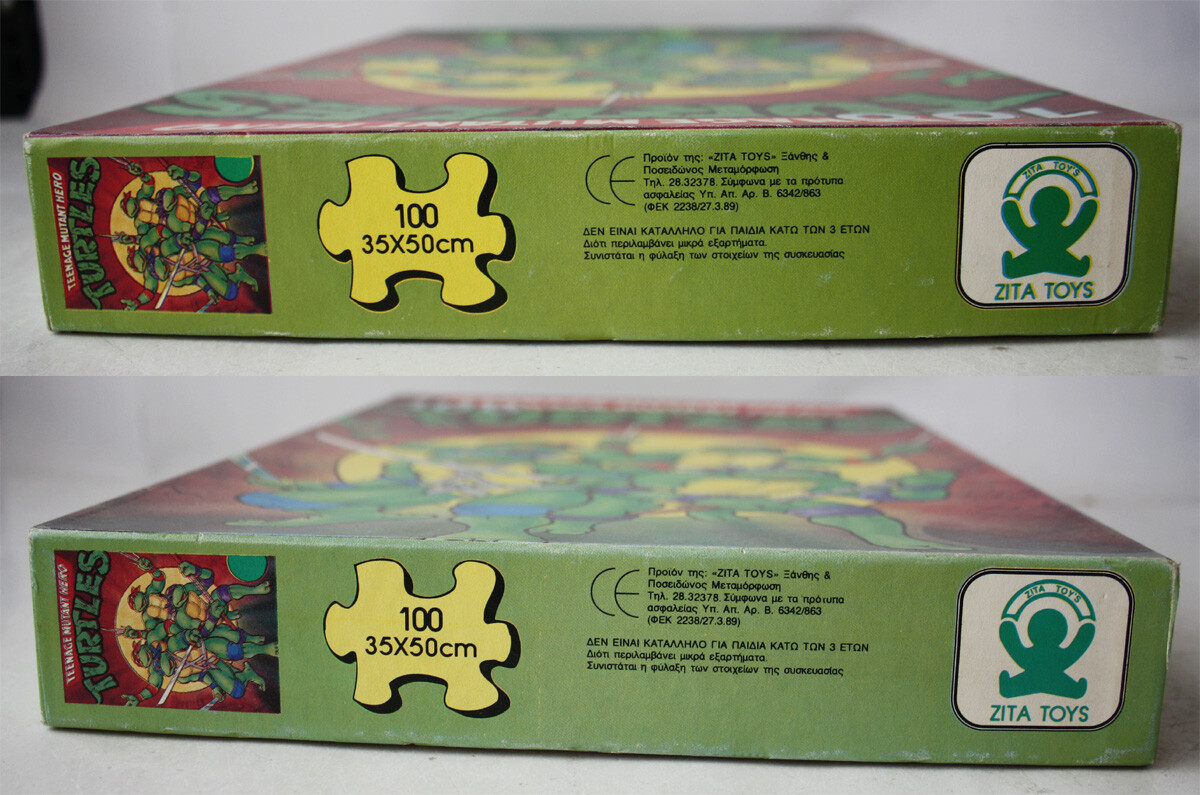 TEENAGE MUTANT HERO
TURTLES
100
35X50cm
CE
Προϊόν της: «ZITA TOYS» Ξάνθης &
Ποσειδώνος Μεταμόρφωση
Τηλ. 28.32378. Σύμφωνα με τα πρότυπα
ασφαλείας Υπ. Απ. Αρ. Β. 6342/863
(ΦΕΚ 2238/27.3.89)
ΔΕΝ ΕΙΝΑΙ ΚΑΤΑΛΛΗΛΟ ΓΙΑ ΠΑΙΔΙΑ ΚΑΤΩ ΤΩΝ 3 ΕΤΩΝ
Διότι περιλαμβάνει μικρά εξαρτήματα.
Συνιστάται η φύλαξη των στοιχείων της συσκευασίας
ZITA TOY'S
ZITA TOYS
TEENAGE MUTANT HERO
TURTLES
100
35X50cm
CE
Προϊόν της: «ZITA TOYS» Ξάνθης &
Ποσειδώνος Μεταμόρφωση
Τηλ. 28.32378. Σύμφωνα με τα πρότυπα
ασφαλείας Υπ. Απ. Αρ. Β. 6342/863
(ΦΕΚ 2238/27.3.89)
ΔΕΝ ΕΙΝΑΙ ΚΑΤΑΛΛΗΛΟ ΓΙΑ ΠΑΙΔΙΑ ΚΑΤΩ ΤΩΝ 3 ΕΤΩΝ
Διότι περιλαμβάνει μικρά εξαρτήματα.
Συνιστάται η φύλαξη των στοιχείων της συσκευασίας
ZITA TOY'S
ZITA TOYS